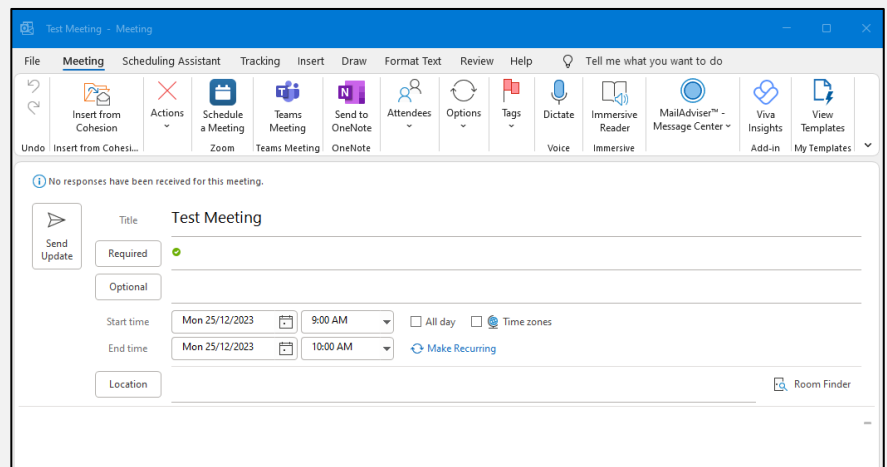 Test Meeting - Meeting
File Meeting Scheduling Assistant Tracking Insert Draw Format Text Review Help Tell me what you want to do
Insert from Cohesion
Actions
Schedule a Meeting
Teams Meeting
N
Send to OneNote
Attendees
Options
Tags
Dictate
Immersive Reader
MailAdviser™ - Message Center
Viva Insights
View Templates
Undo Insert from Cohesi... Zoom Teams Meeting OneNote Voice Immersive Add-in My Templates
No responses have been received for this meeting.
Send Update
Title Test Meeting
Required
Optional
Start time Mon 25/12/2023 9:00 AM All day Time zones
End time Mon 25/12/2023 10:00 AM Make Recurring
Location Room Finder